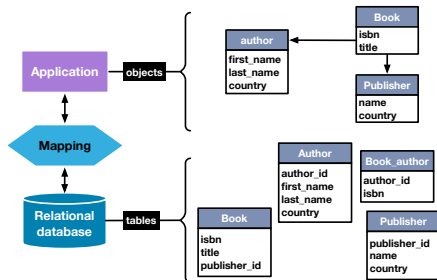 Application
objects
author
first_name
last_name
country
Book
isbn
title
Publisher
name
country
Mapping
Relational
database
tables
Book
isbn
title
publisher_id
Author
author_id
first_name
last_name
country
Book_author
author_id
isbn
Publisher
publisher_id
name
country